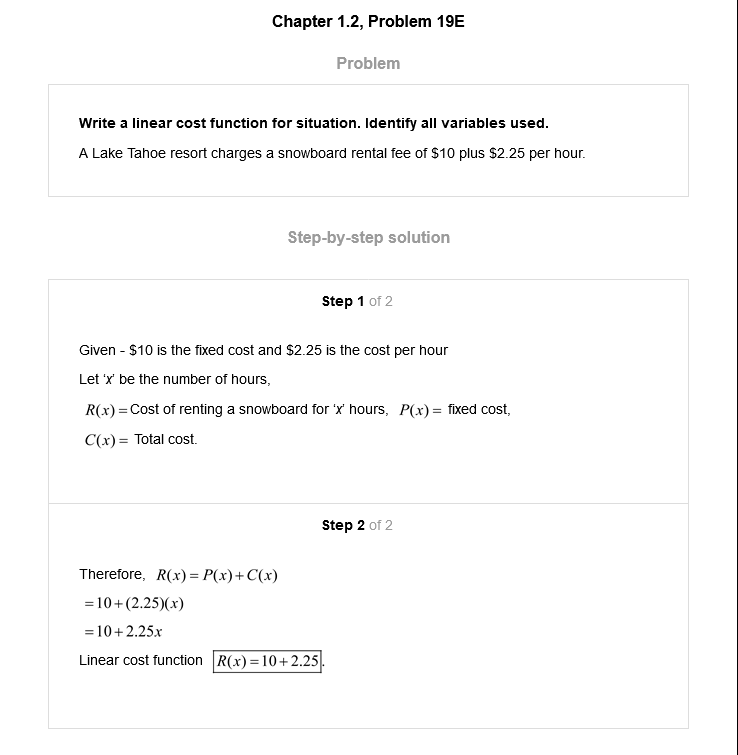 Chapter 1.2, Problem 19E
Problem
Write a linear cost function for situation. Identify all variables used.
A Lake Tahoe resort charges a snowboard rental fee of $10 plus $2.25 per hour.
Step-by-step solution
Step 1 of 2
Given - $10 is the fixed cost and $2.25 is the cost per hour
Let ‘x’ be the number of hours,
R(x) = Cost of renting a snowboard for ‘x’ hours, P(x) = fixed cost,
C(x) = Total cost.
Step 2 of 2
Therefore, R(x) = P(x) + C(x)
= 10 + (2.25)(x)
= 10 + 2.25x
Linear cost function R(x) = 10 + 2.25.